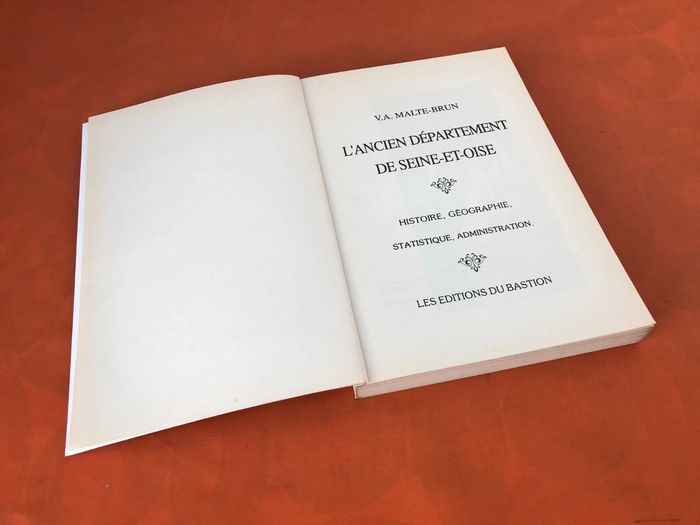 V.A. MALTE-BRUN
L'ANCIEN DÉPARTEMENT
DE SEINE-ET-OISE
HISTOIRE, GÉOGRAPHIE,
STATISTIQUE, ADMINISTRATION.
LES EDITIONS DU BASTION